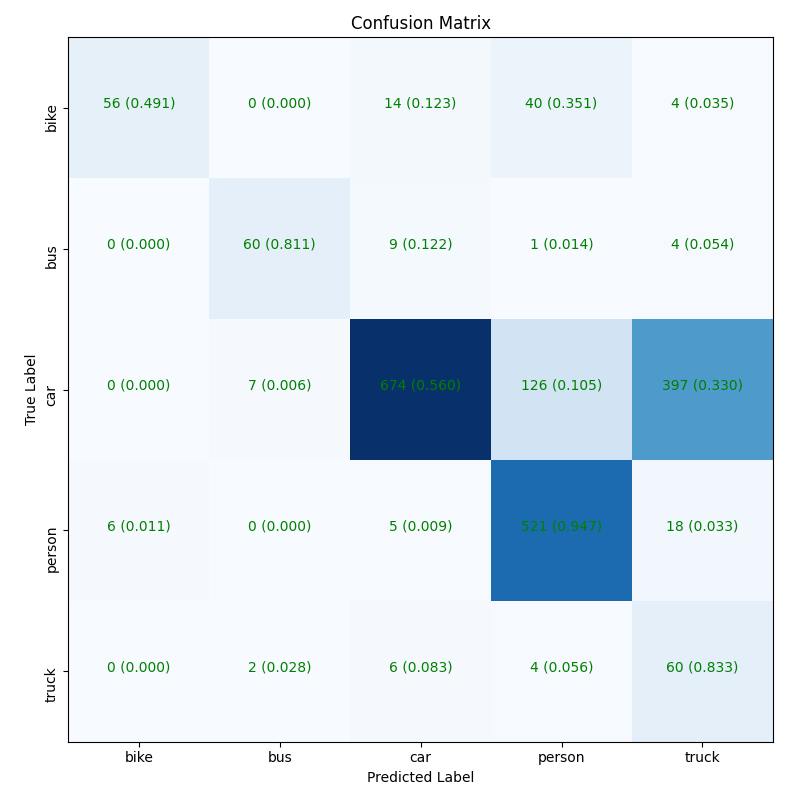 Confusion Matrix
True Label
bike
56 (0.491) 0 (0.000) 14 (0.123) 40 (0.351) 4 (0.035)
bus
0 (0.000) 60 (0.811) 9 (0.122) 1 (0.014) 4 (0.054)
car
0 (0.000) 7 (0.006) 674 (0.560) 126 (0.105) 397 (0.330)
person
6 (0.011) 0 (0.000) 5 (0.009) 521 (0.947) 18 (0.033)
truck
0 (0.000) 2 (0.028) 6 (0.083) 4 (0.056) 60 (0.833)
bike bus car person truck
Predicted Label